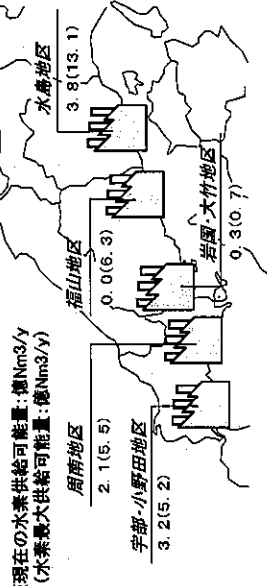 現在の水素供給可能量:億Nm3/y
(水素最大供給可能量:億Nm3/y)
水島地区
3.8(13.1)
福山地区
0.0(6.3)
周南地区
2.1(5.5)
宇部・小野田地区
3.2(5.2)
岩国・大竹地区
0.3(0.7)